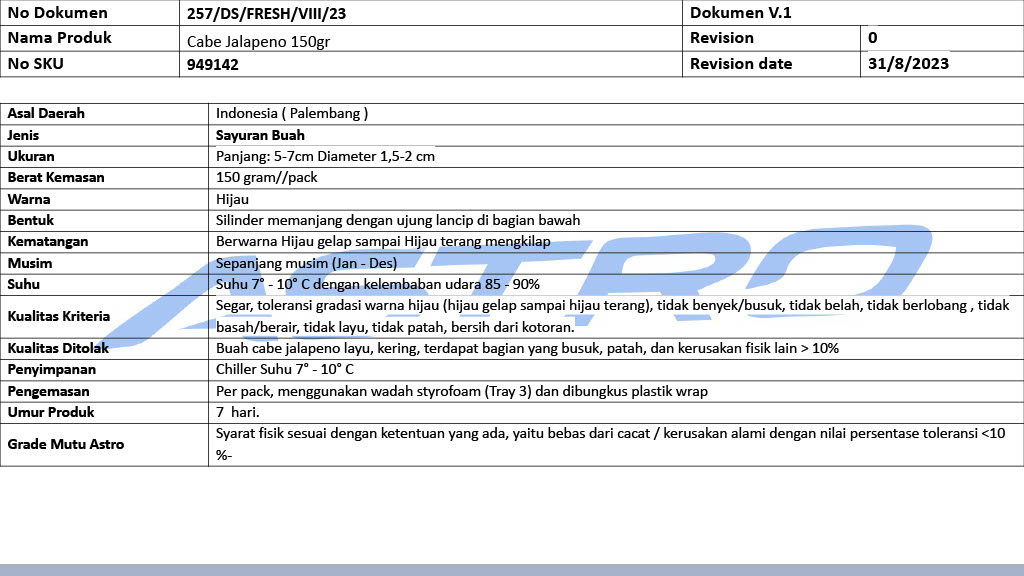 No Dokumen 257/DS/FRESH/VIII/23 Dokumen V.1
Nama Produk Cabe Jalapeno 150gr Revision 0
No SKU 949142 Revision date 31/8/2023
Asal Daerah Indonesia ( Palembang )
Jenis Sayuran Buah
Ukuran Panjang: 5-7cm Diameter 1,5-2 cm
Berat Kemasan 150 gram//pack
Warna Hijau
Bentuk Silinder memanjang dengan ujung lancip di bagian bawah
Kematangan Berwarna Hijau gelap sampai Hijau terang mengkilap
Musim Sepanjang musim (Jan - Des)
Suhu Suhu 7° - 10° C dengan kelembaban udara 85 - 90%
Kualitas Kriteria Segar, toleransi gradasi warna hijau (hijau gelap sampai hijau terang), tidak benyek/busuk, tidak belah, tidak berlobang , tidak
basah/berair, tidak layu, tidak patah, bersih dari kotoran.
Kualitas Ditolak Buah cabe jalapeno layu, kering, terdapat bagian yang busuk, patah, dan kerusakan fisik lain > 10%
Penyimpanan Chiller Suhu 7° - 10° C
Pengemasan Per pack, menggunakan wadah styrofoam (Tray 3) dan dibungkus plastik wrap
Umur Produk 7 hari.
Grade Mutu Astro Syarat fisik sesuai dengan ketentuan yang ada, yaitu bebas dari cacat / kerusakan alami dengan nilai persentase toleransi <10
%-
ASTRO